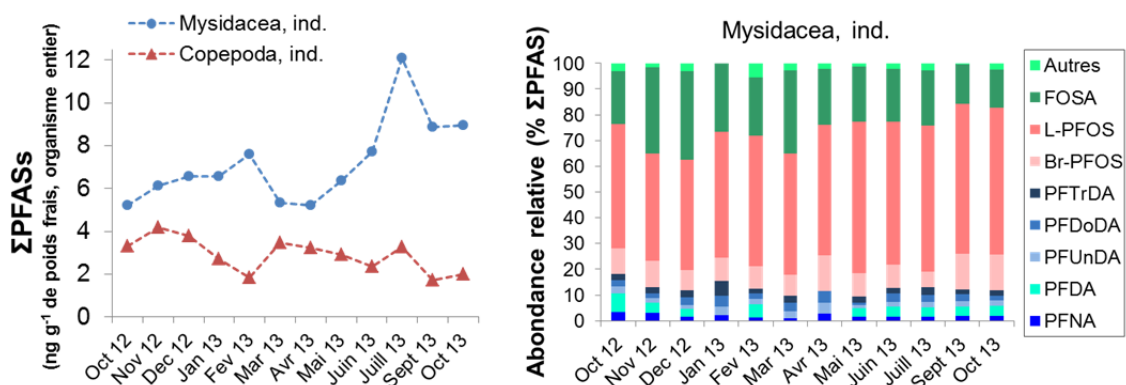 Mysidacea, ind.
Copepoda, ind.
ΣPFASs
(ng g⁻¹ de poids frais, organisme entier)
12
10
8
6
4
2
0
Oct 12
Nov 12
Dec 12
Jan 13
Fev 13
Mar 13
Avr 13
Mai 13
Juin 13
Juill 13
Sept 13
Oct 13
Mysidacea, ind.
Abondance relative (% ΣPFAS)
100
90
80
70
60
50
40
30
20
10
0
Oct 12
Nov 12
Dec 12
Jan 13
Fev 13
Mar 13
Avr 13
Mai 13
Juin 13
Juill 13
Sept 13
Oct 13
Autres
FOSA
L-PFOS
Br-PFOS
PFTrDA
PFDoDA
PFUnDA
PFDA
PFNA